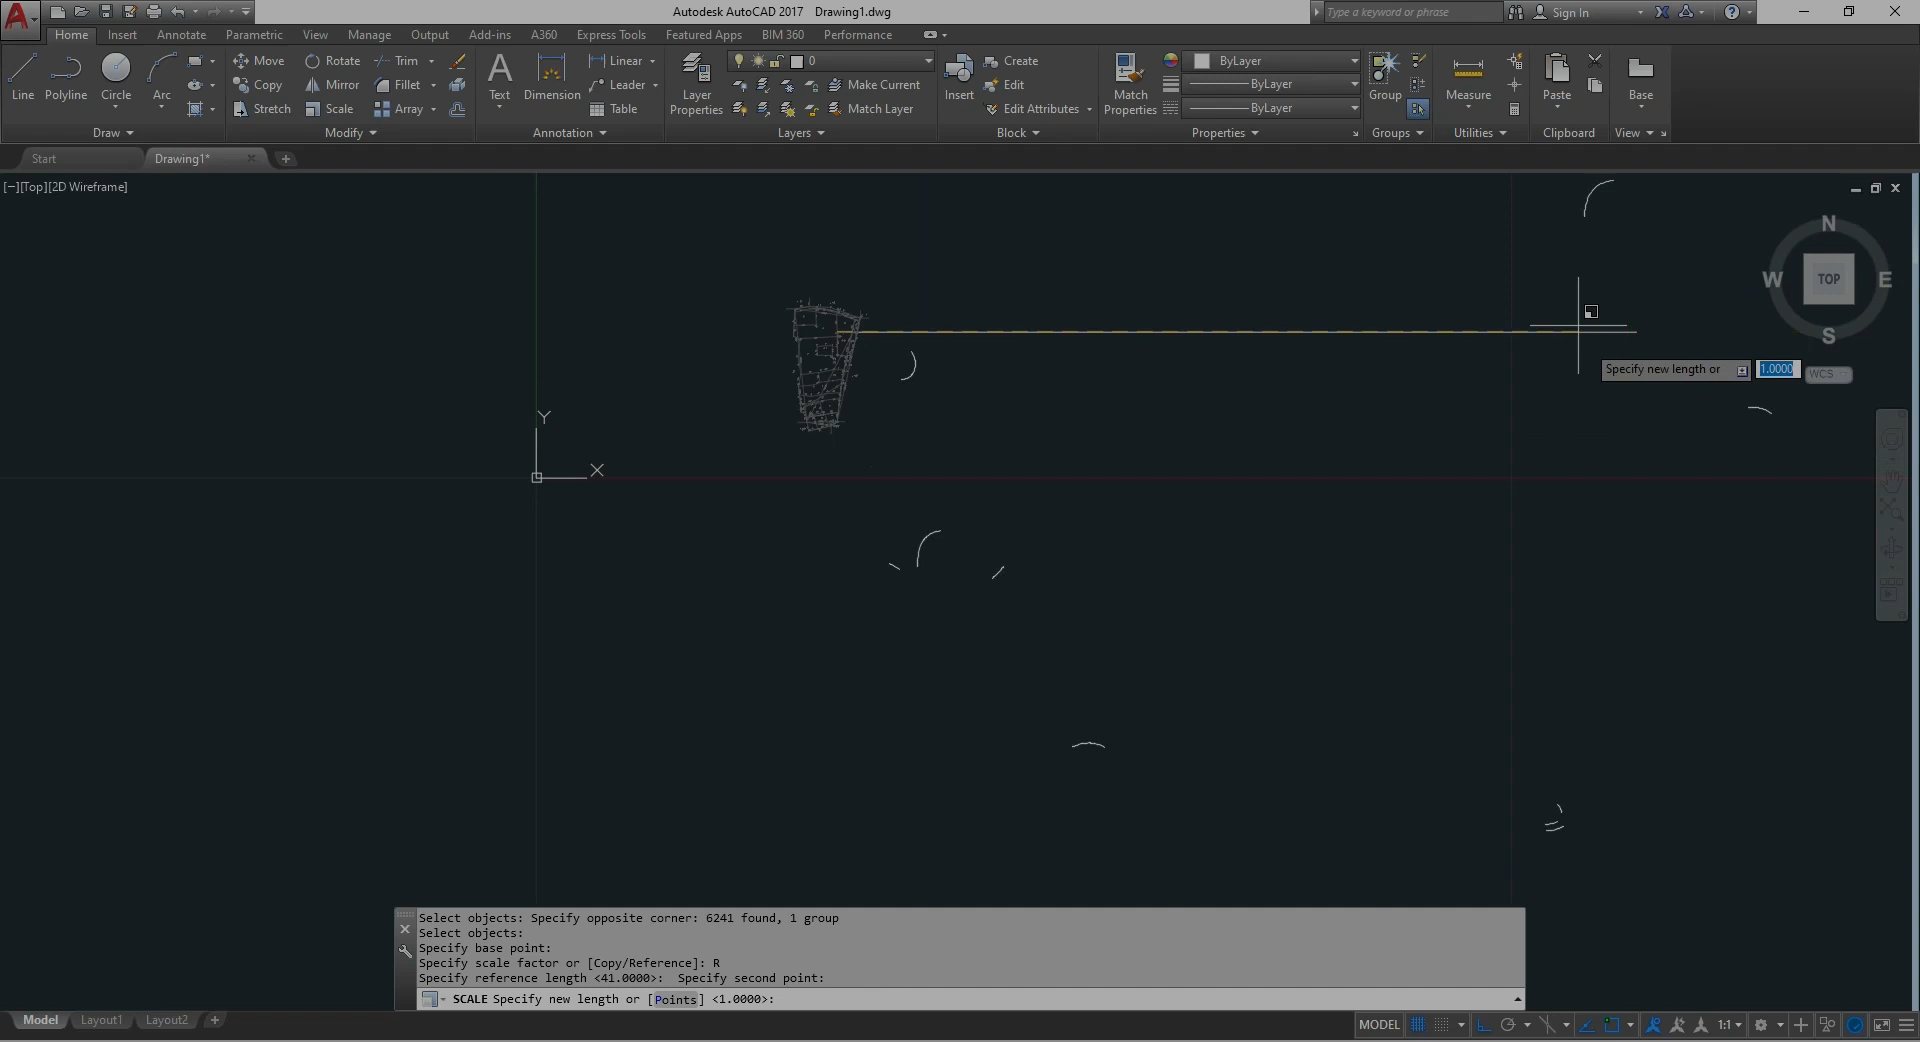 Autodesk AutoCAD 2017 Drawing1.dwg
Type a keyword or phrase
Sign In
Home Insert Annotate Parametric View Manage Output Add-ins A360 Express Tools Featured Apps BIM 360 Performance
Line Polyline Circle Arc
Move Rotate Trim
Copy Mirror Fillet
Stretch Scale Array
Text Dimension
Linear
Leader
Table
Layer Properties
0
Make Current
Match Layer
Insert
Create
Edit
Edit Attributes
Match Properties
ByLayer
ByLayer
ByLayer
Group
Measure
Paste
Base
Draw Modify Annotation Layers Block Properties Groups Utilities Clipboard View
Start Drawing1*
[−][Top][2D Wireframe]
N
W TOP E
S
Specify new length or 1.0000
WCS
Y
X
Select objects: Specify opposite corner: 6241 found, 1 group
Select objects:
Specify base point:
Specify scale factor or [Copy/Reference]: R
Specify reference length <41.0000>: Specify second point:
SCALE Specify new length or [Points] <1.0000>:
Model Layout1 Layout2
MODEL 1:1